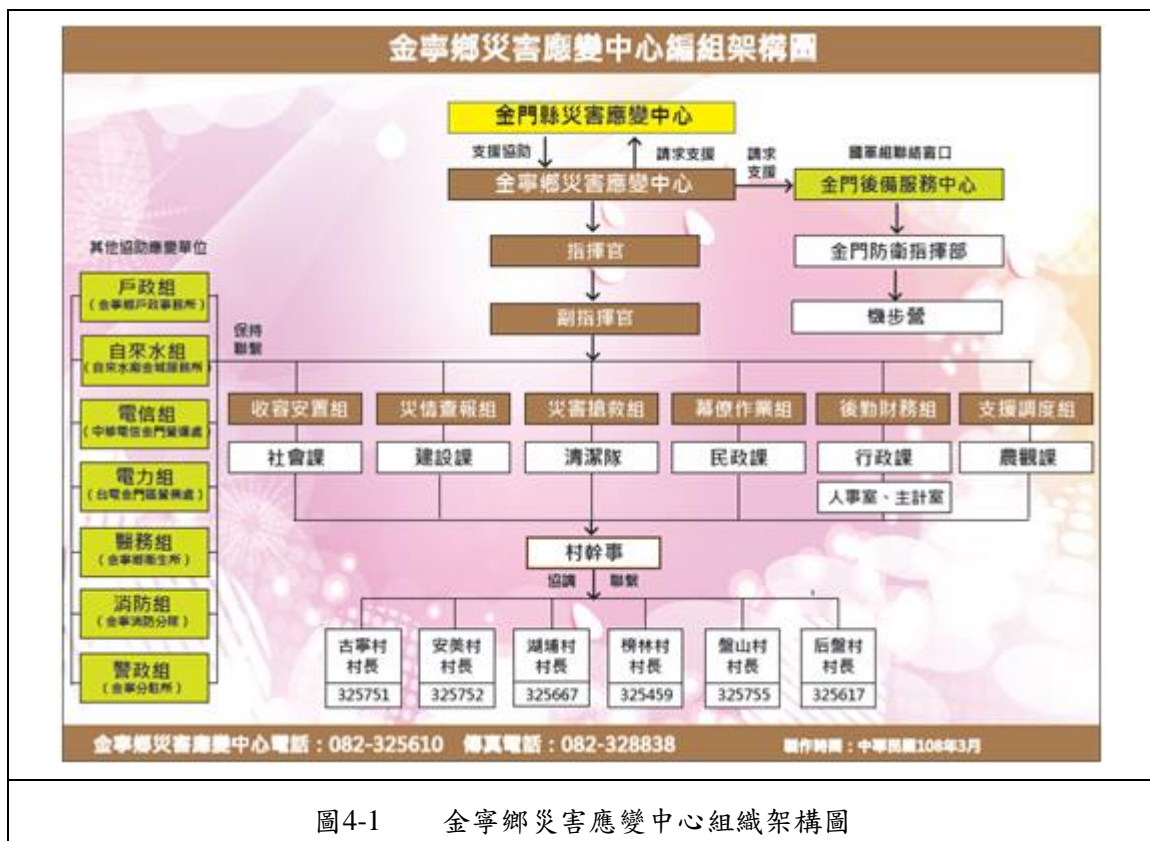 金寧鄉災害應變中心編組架構圖
金門縣災害應變中心
支援協助
請求支援
請求
支援
國軍組聯絡窗口
金寧鄉災害應變中心
金門後備服務中心
指揮官
金門防衛指揮部
副指揮官
機步營
其他協助應變單位
戶政組
(金寧鄉戶政事務所)
自來水組
(自來水廠金城服務所)
電信組
(中華電信金門營運處)
電力組
(台電金門區營業處)
醫務組
(金寧鄉衛生所)
消防組
(金寧消防分隊)
警政組
(金寧分駐所)
保持
聯繫
收容安置組
災情查報組
災害搶救組
幕僚作業組
後勤財務組
支援調度組
社會課
建設課
清潔隊
民政課
行政課
農觀課
人事室、主計室
村幹事
協調
聯繫
古寧村
村長
325751
安美村
村長
325752
湖埔村
村長
325667
榜林村
村長
325459
盤山村
村長
325755
后盤村
村長
325617
金寧鄉災害應變中心電話:082-325610 傳真電話:082-328838
製作時間:中華民國108年3月
圖4-1 金寧鄉災害應變中心組織架構圖